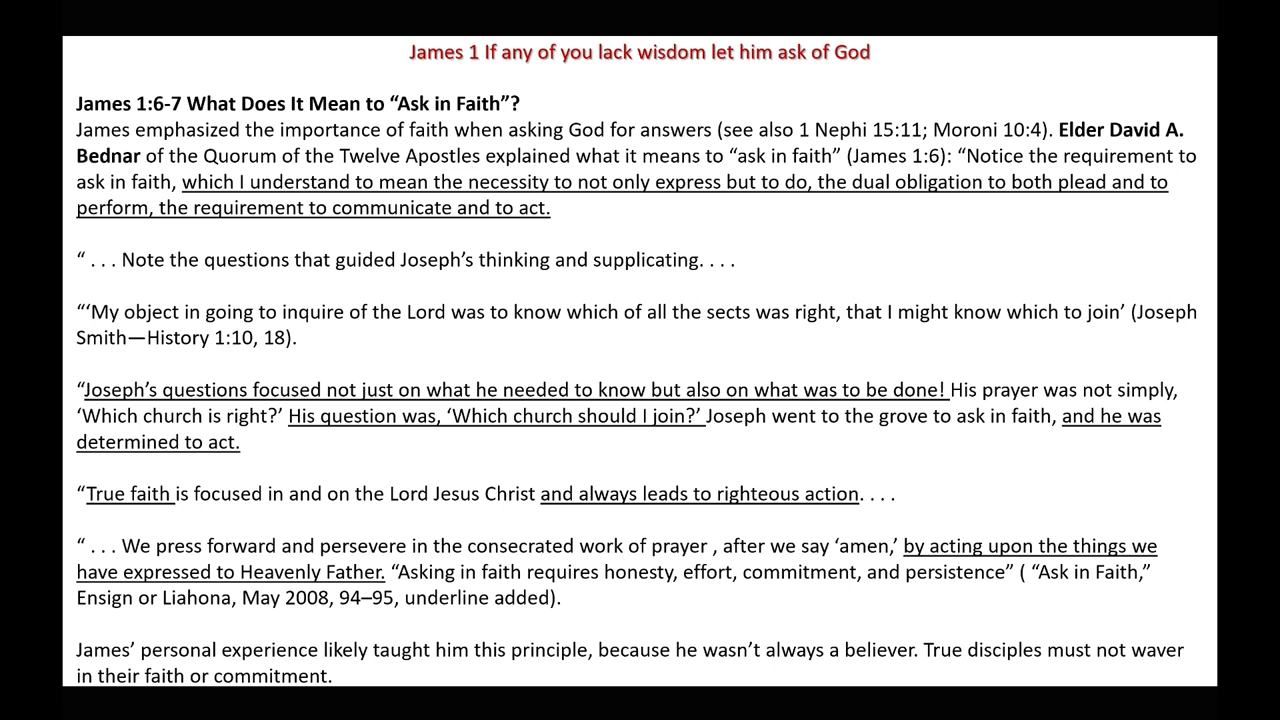 James 1 If any of you lack wisdom let him ask of God
James 1:6-7 What Does It Mean to “Ask in Faith”?
James emphasized the importance of faith when asking God for answers (see also 1 Nephi 15:11; Moroni 10:4). Elder David A.
Bednar of the Quorum of the Twelve Apostles explained what it means to “ask in faith” (James 1:6): “Notice the requirement to
ask in faith, which I understand to mean the necessity to not only express but to do, the dual obligation to both plead and to
perform, the requirement to communicate and to act.
“ . . . Note the questions that guided Joseph’s thinking and supplicating. . . .
“‘My object in going to inquire of the Lord was to know which of all the sects was right, that I might know which to join’ (Joseph
Smith—History 1:10, 18).
“Joseph’s questions focused not just on what he needed to know but also on what was to be done! His prayer was not simply,
‘Which church is right?’ His question was, ‘Which church should I join?’ Joseph went to the grove to ask in faith, and he was
determined to act.
“True faith is focused in and on the Lord Jesus Christ and always leads to righteous action. . . .
“ . . . We press forward and persevere in the consecrated work of prayer , after we say ‘amen,’ by acting upon the things we
have expressed to Heavenly Father. “Asking in faith requires honesty, effort, commitment, and persistence” ( “Ask in Faith,”
Ensign or Liahona, May 2008, 94–95, underline added).
James’ personal experience likely taught him this principle, because he wasn’t always a believer. True disciples must not waver
in their faith or commitment.